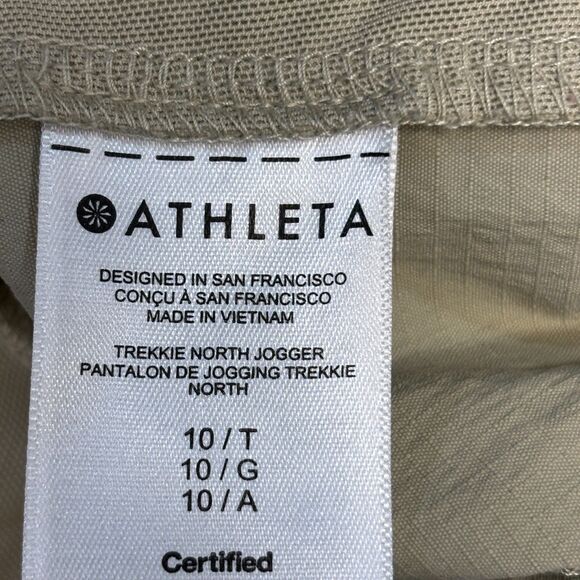 ATHLETA
DESIGNED IN SAN FRANCISCO
CONÇU À SAN FRANCISCO
MADE IN VIETNAM
TREKKIE NORTH JOGGER
PANTALON DE JOGGING TREKKIE
NORTH
10 / T
10 / G
10 / A
Certified